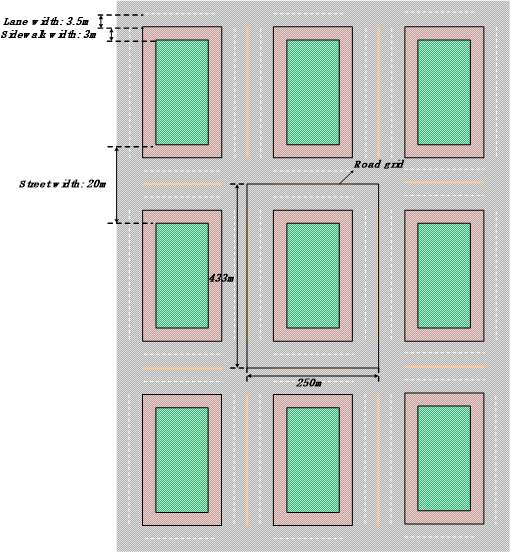 Lane width: 3.5m
Sidewalk width: 3m
Road grid
Street width: 20m
433m
250m